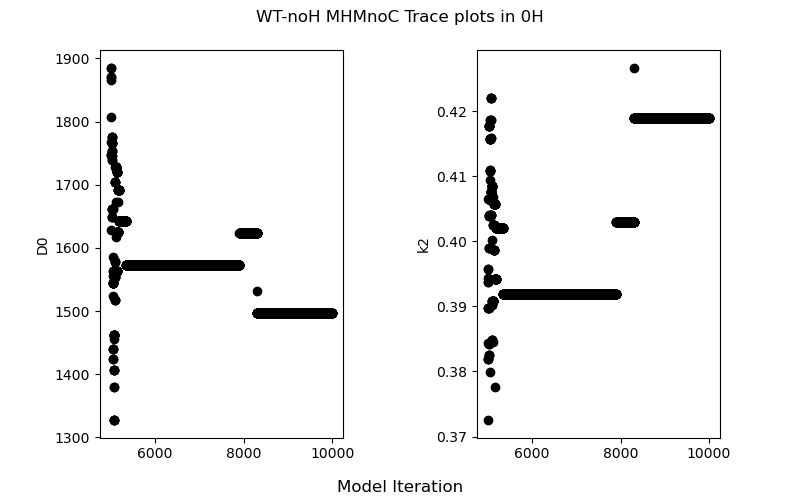 WT-noH MHMnoC Trace plots in 0H
1900
1800
1700
1600
1500
1400
1300
D0
6000 8000 10000
0.42
0.41
0.40
0.39
0.38
0.37
k2
6000 8000 10000
Model Iteration